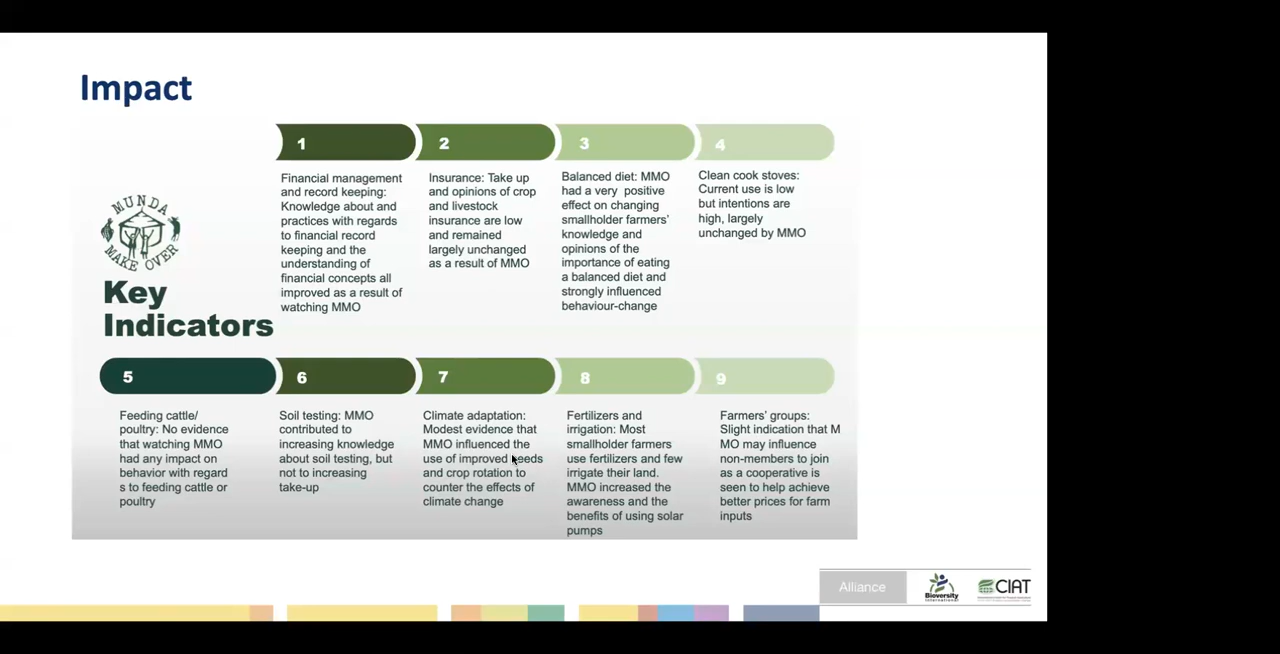 Impact
1
2
3
4
Financial management
and record keeping:
Knowledge about and
practices with regards
to financial record
keeping and the
understanding of
financial concepts all
improved as a result of
watching MMO
Insurance: Take up
and opinions of crop
and livestock
insurance are low
and remained
largely unchanged
as a result of MMO
Balanced diet: MMO
had a very positive
effect on changing
smallholder farmers'
knowledge and
opinions of the
importance of eating
a balanced diet and
strongly influenced
behaviour-change
Clean cook stoves:
Current use is low
but intentions are
high, largely
unchanged by MMO
MUNDA
MAKE OVER
Key
Indicators
5
6
7
8
9
Feeding cattle/
poultry: No evidence
that watching MMO
had any impact on
behavior with regard
s to feeding cattle or
poultry
Soil testing: MMO
contributed to
increasing knowledge
about soil testing, but
not to increasing
take-up
Climate adaptation:
Modest evidence that
MMO influenced the
use of improved seeds
and crop rotation to
counter the effects of
climate change
Fertilizers and
irrigation: Most
smallholder farmers
use fertilizers and few
irrigate their land.
MMO increased the
awareness and the
benefits of using solar
pumps
Farmers' groups:
Slight indication that M
MO may influence
non-members to join
as a cooperative is
seen to help achieve
better prices for farm
inputs
Alliance
Bioversity
International
CIAT